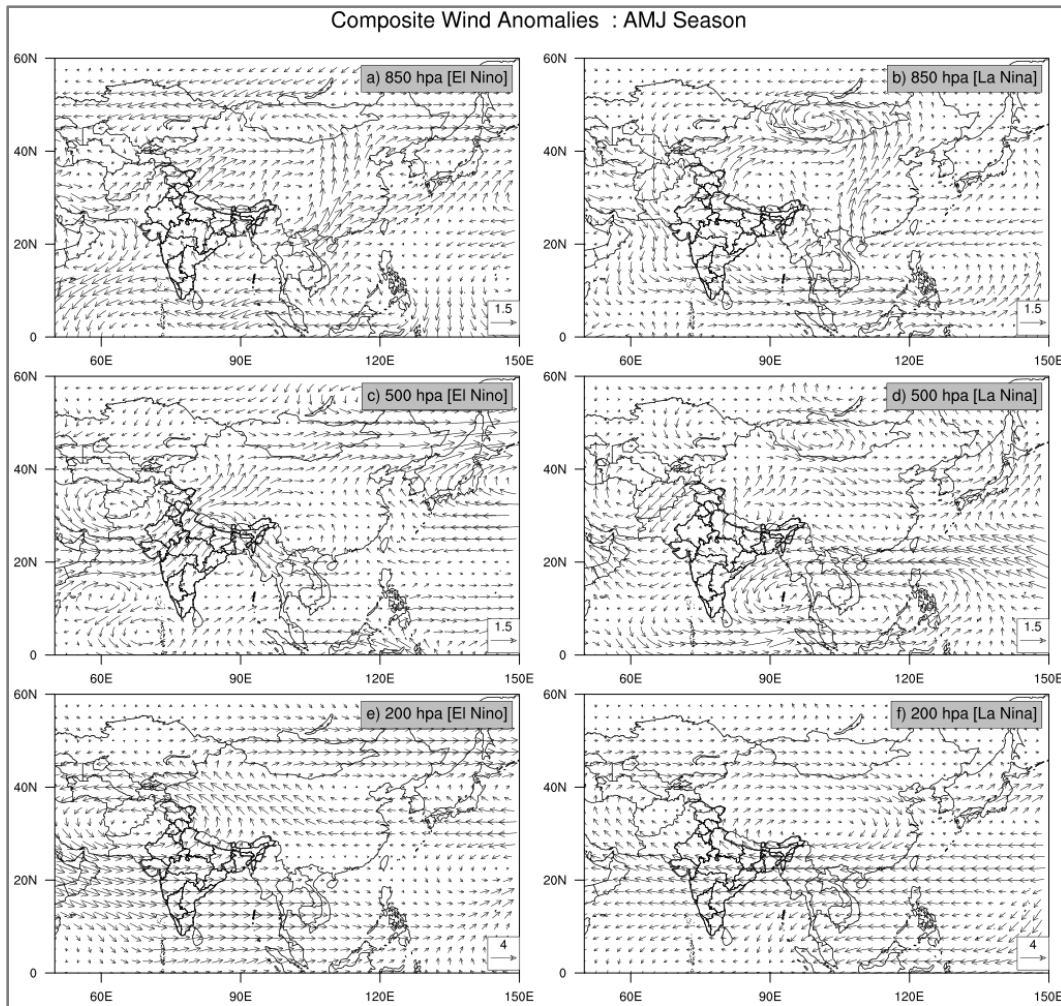 Composite Wind Anomalies : AMJ Season
60N
40N
20N
0
a) 850 hpa [El Nino]
1.5
60E
90E
120E
150E
60N
40N
20N
0
b) 850 hpa [La Nina]
1.5
60E
90E
120E
150E
60N
40N
20N
0
c) 500 hpa [El Nino]
1.5
60E
90E
120E
150E
60N
40N
20N
0
d) 500 hpa [La Nina]
1.5
60E
90E
120E
150E
60N
40N
20N
0
e) 200 hpa [El Nino]
4
60E
90E
120E
150E
60N
40N
20N
0
f) 200 hpa [La Nina]
4
60E
90E
120E
150E